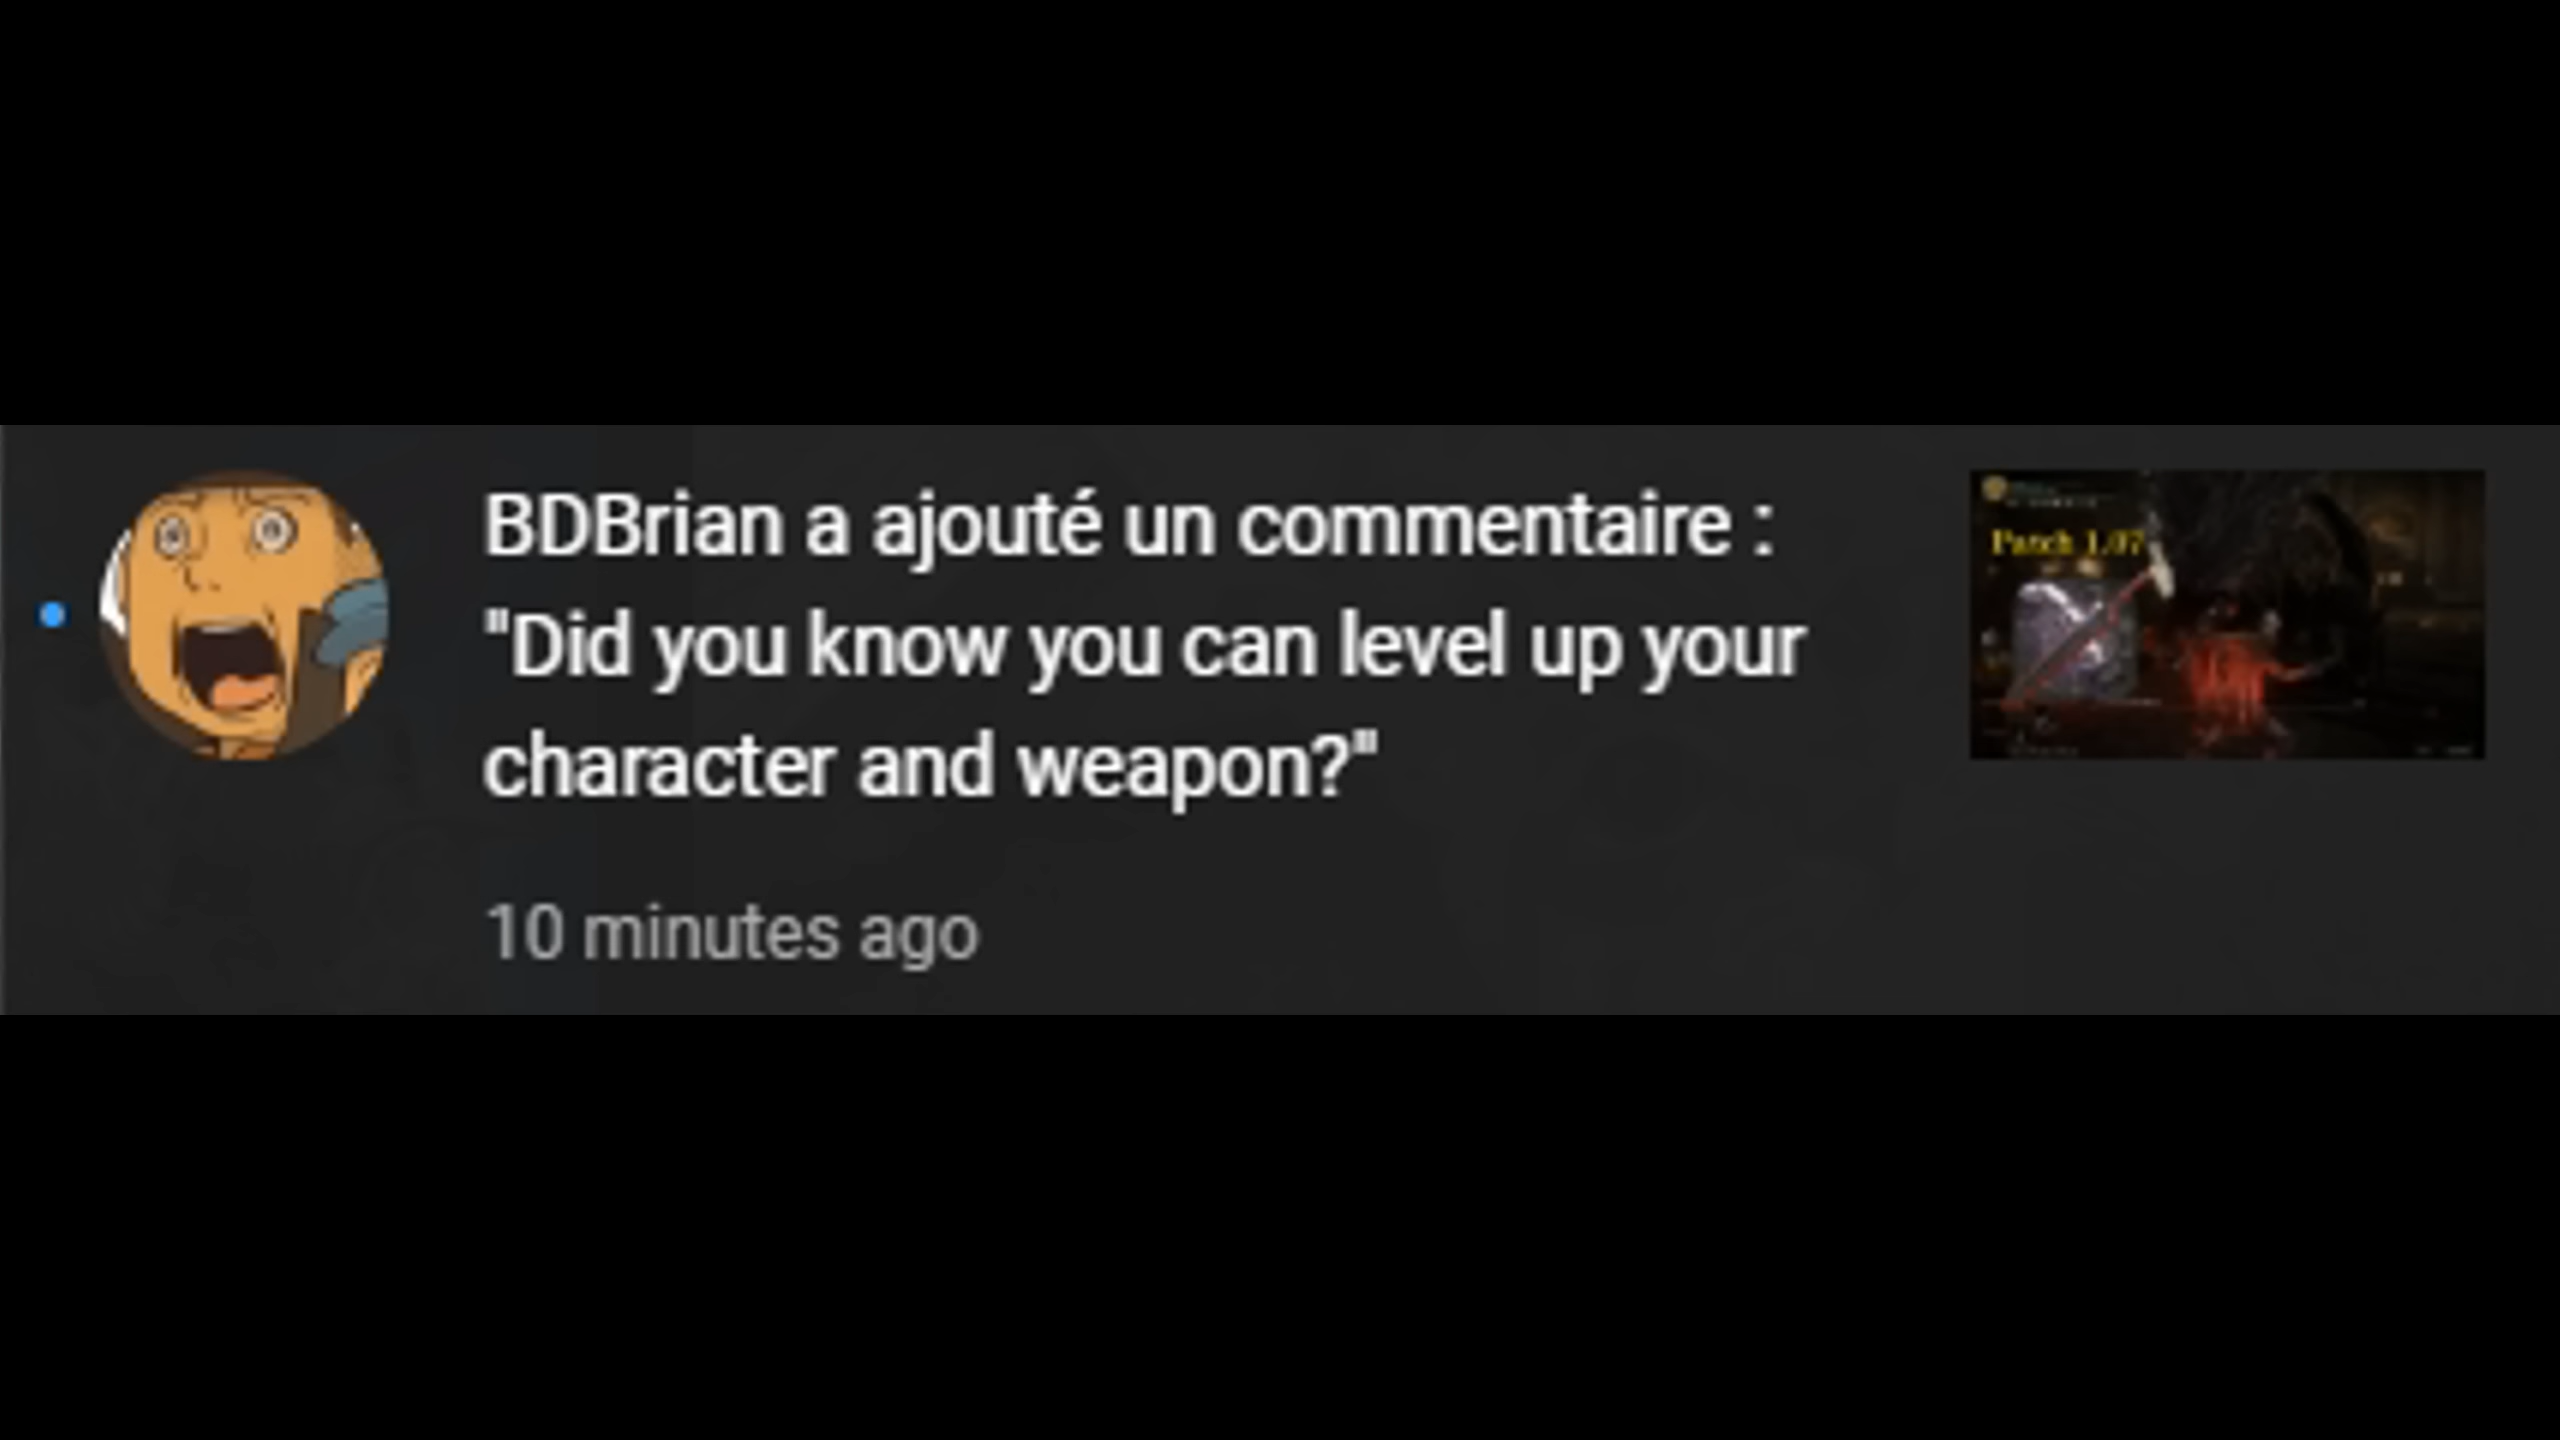 BDBrian a ajouté un commentaire :
"Did you know you can level up your
character and weapon?"
10 minutes ago
Patch 1.07